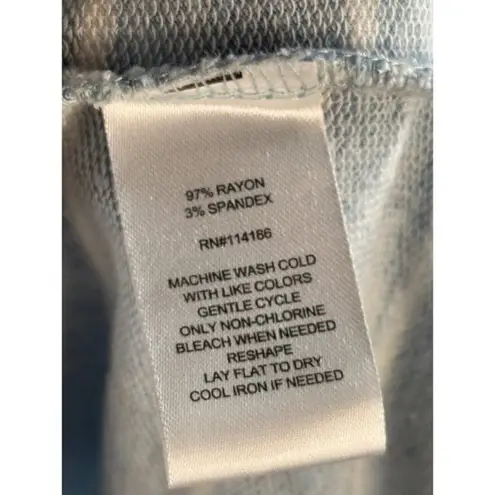 97% RAYON
3% SPANDEX
RN#114166
MACHINE WASH COLD
WITH LIKE COLORS
GENTLE CYCLE
ONLY NON-CHLORINE
BLEACH WHEN NEEDED
RESHAPE
LAY FLAT TO DRY
COOL IRON IF NEEDED